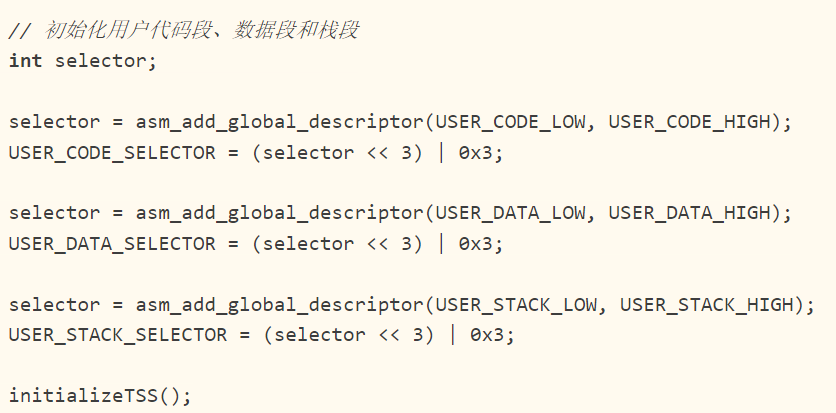 // 初始化用户代码段、数据段和栈段
int selector;
selector = asm_add_global_descriptor(USER_CODE_LOW, USER_CODE_HIGH);
USER_CODE_SELECTOR = (selector << 3) | 0x3;
selector = asm_add_global_descriptor(USER_DATA_LOW, USER_DATA_HIGH);
USER_DATA_SELECTOR = (selector << 3) | 0x3;
selector = asm_add_global_descriptor(USER_STACK_LOW, USER_STACK_HIGH);
USER_STACK_SELECTOR = (selector << 3) | 0x3;
initializeTSS();